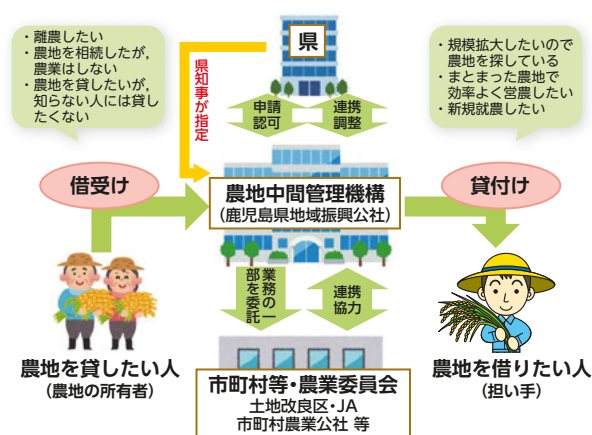 ・離農したい
・農地を相続したが,
農業はしない
・農地を貸したいが,
知らない人には貸し
たくない
県
・規模拡大したいので
農地を探している
・まとまった農地で
効率よく営農したい
・新規就農したい
県知事が指定
申請
認可
連携
調整
借受け
農地中間管理機構
(鹿児島県地域振興公社)
貸付け
業務の一
部を委託
連携
協力
農地を貸したい人
(農地の所有者)
市町村等・農業委員会
土地改良区・JA
市町村農業公社 等
農地を借りたい人
(担い手)